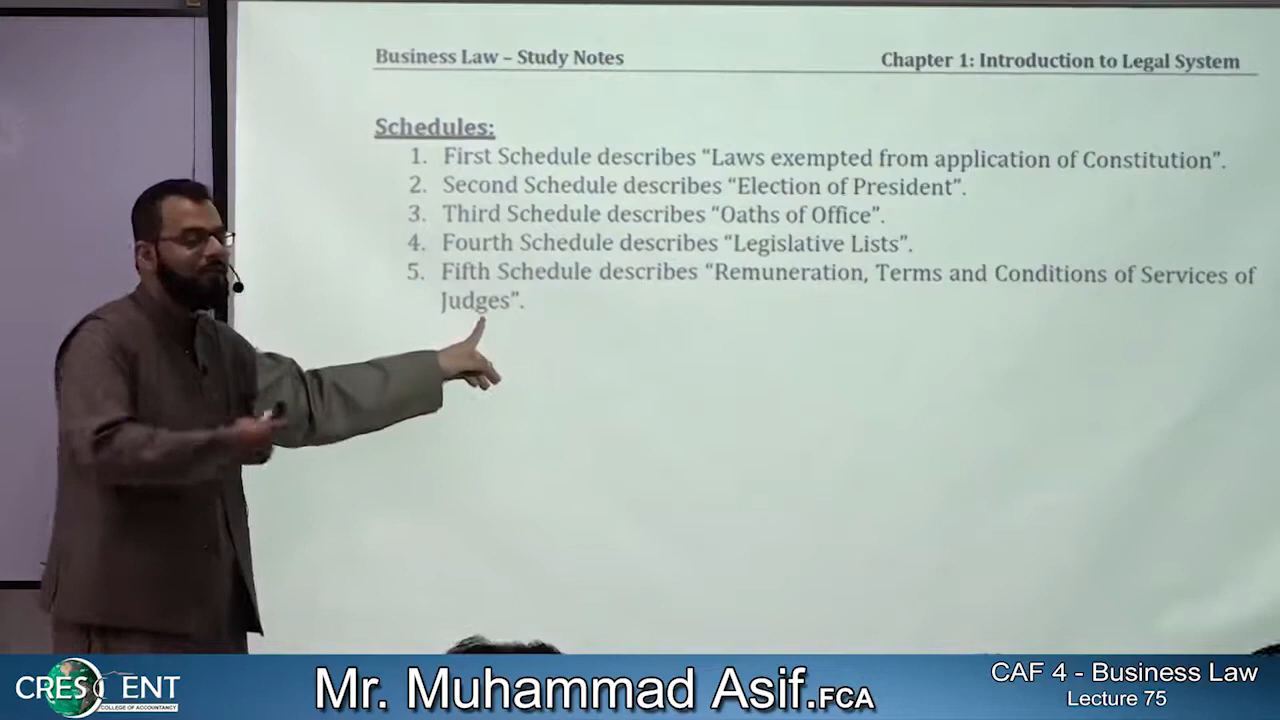 Business Law – Study Notes
Chapter 1: Introduction to Legal System
Schedules:
1. First Schedule describes “Laws exempted from application of Constitution”.
2. Second Schedule describes “Election of President”.
3. Third Schedule describes “Oaths of Office”.
4. Fourth Schedule describes “Legislative Lists”.
5. Fifth Schedule describes “Remuneration, Terms and Conditions of Services of
Judges”.
CRESCENT
COLLEGE OF ACCOUNTANCY
Mr. Muhammad Asif.FCA
CAF 4 - Business Law
Lecture 75